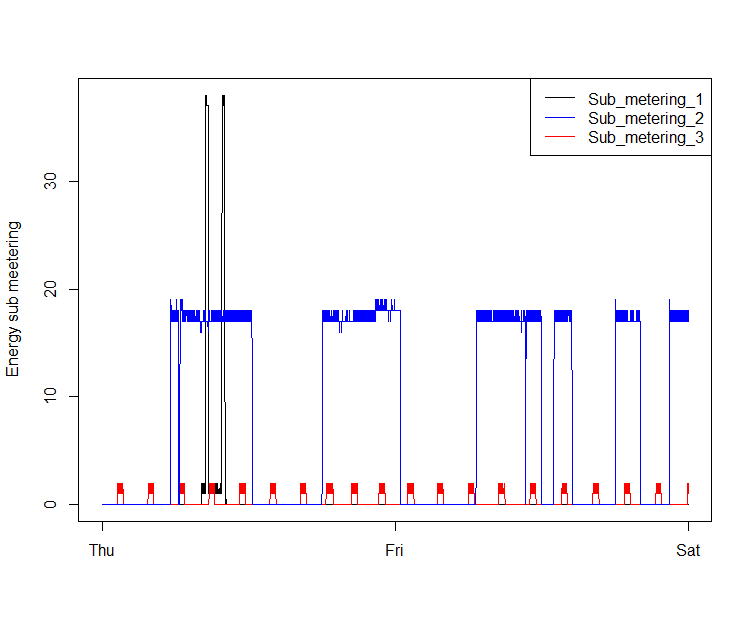 Sub_metering_1
Sub_metering_2
Sub_metering_3
30
20
10
0
Energy sub meetering
Thu
Fri
Sat